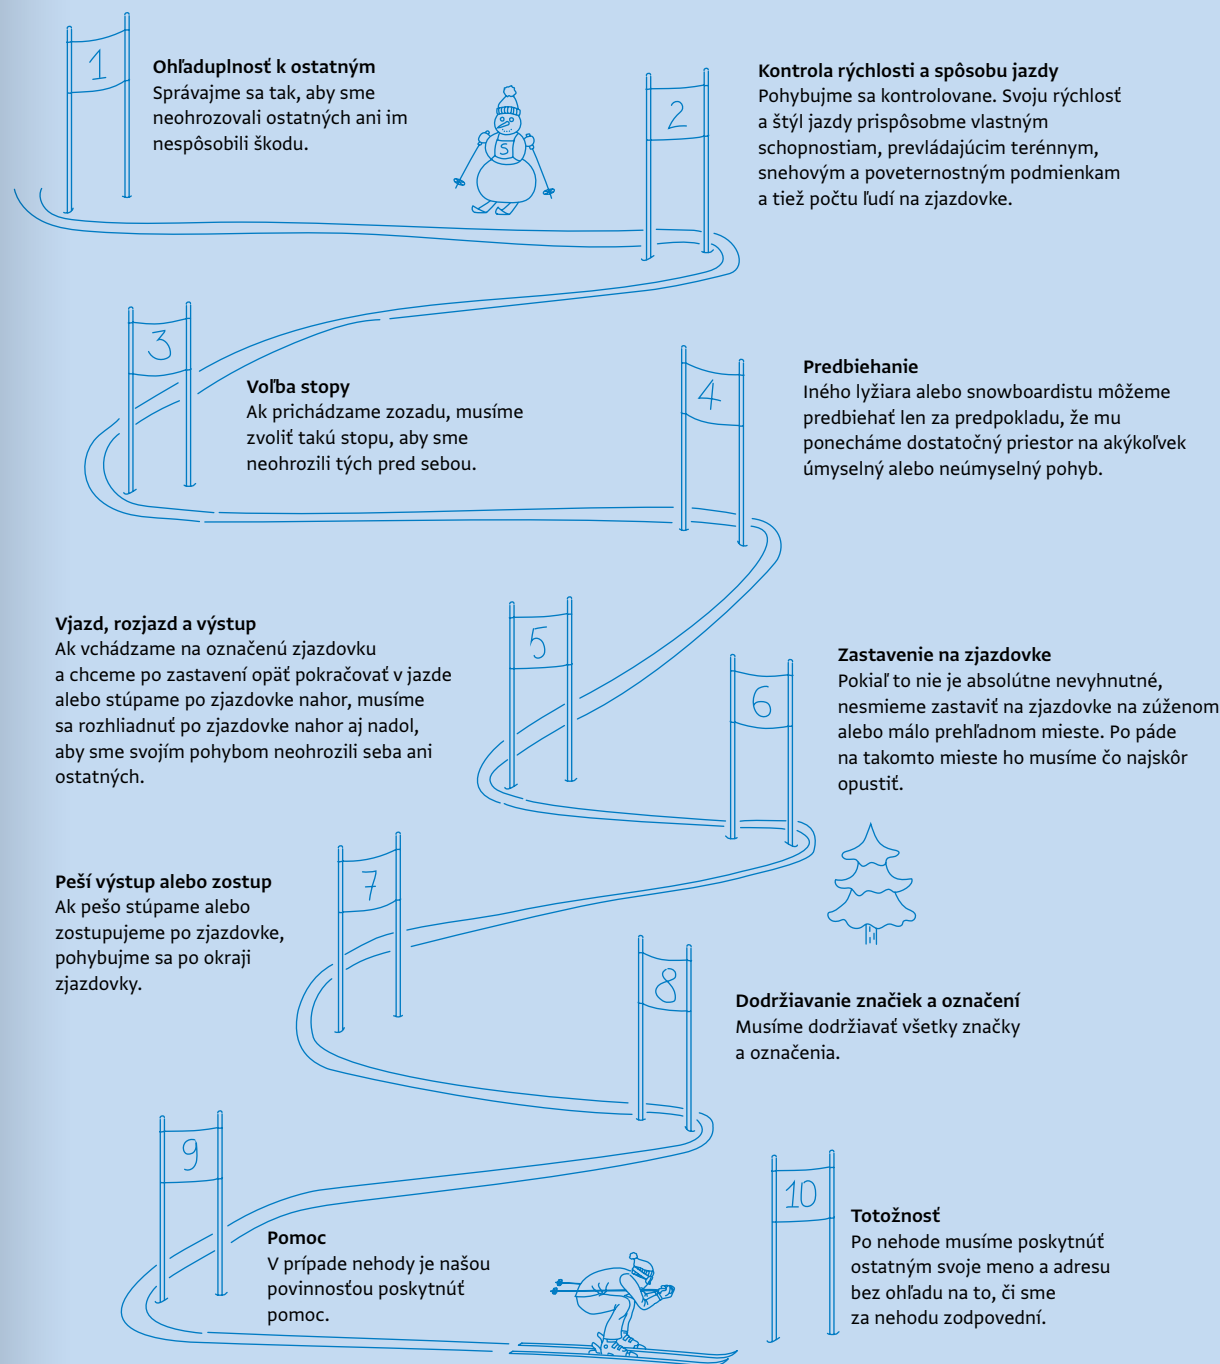 1
Ohľaduplnosť k ostatným
Správajme sa tak, aby sme
neohrozovali ostatných ani im
nespôsobili škodu.
S
2
Kontrola rýchlosti a spôsobu jazdy
Pohybujme sa kontrolovane. Svoju rýchlosť
a štýl jazdy prispôsobme vlastným
schopnostiam, prevládajúcim terénnym,
snehovým a poveternostným podmienkam
a tiež počtu ľudí na zjazdovke.
3
Voľba stopy
Ak prichádzame zozadu, musíme
zvoliť takú stopu, aby sme
neohrozili tých pred sebou.
4
Predbiehanie
Iného lyžiara alebo snowboardistu môžeme
predbiehať len za predpokladu, že mu
ponecháme dostatočný priestor na akýkoľvek
úmyselný alebo neúmyselný pohyb.
5
Vjazd, rozjazd a výstup
Ak vchádzame na označenú zjazdovku
a chceme po zastavení opäť pokračovať v jazde
alebo stúpame po zjazdovke nahor, musíme
sa rozhliadnuť po zjazdovke nahor aj nadol,
aby sme svojím pohybom neohrozili seba ani
ostatných.
6
Zastavenie na zjazdovke
Pokiaľ to nie je absolútne nevyhnutné,
nesmieme zastaviť na zjazdovke na zúženom
alebo málo prehľadnom mieste. Po páde
na takomto mieste ho musíme čo najskôr
opustiť.
7
Peší výstup alebo zostup
Ak pešo stúpame alebo
zostupujeme po zjazdovke,
pohybujme sa po okraji
zjazdovky.
8
Dodržiavanie značiek a označení
Musíme dodržiavať všetky značky
a označenia.
9
Pomoc
V prípade nehody je našou
povinnosťou poskytnúť
pomoc.
10
Totožnosť
Po nehode musíme poskytnúť
ostatným svoje meno a adresu
bez ohľadu na to, či sme
za nehodu zodpovední.